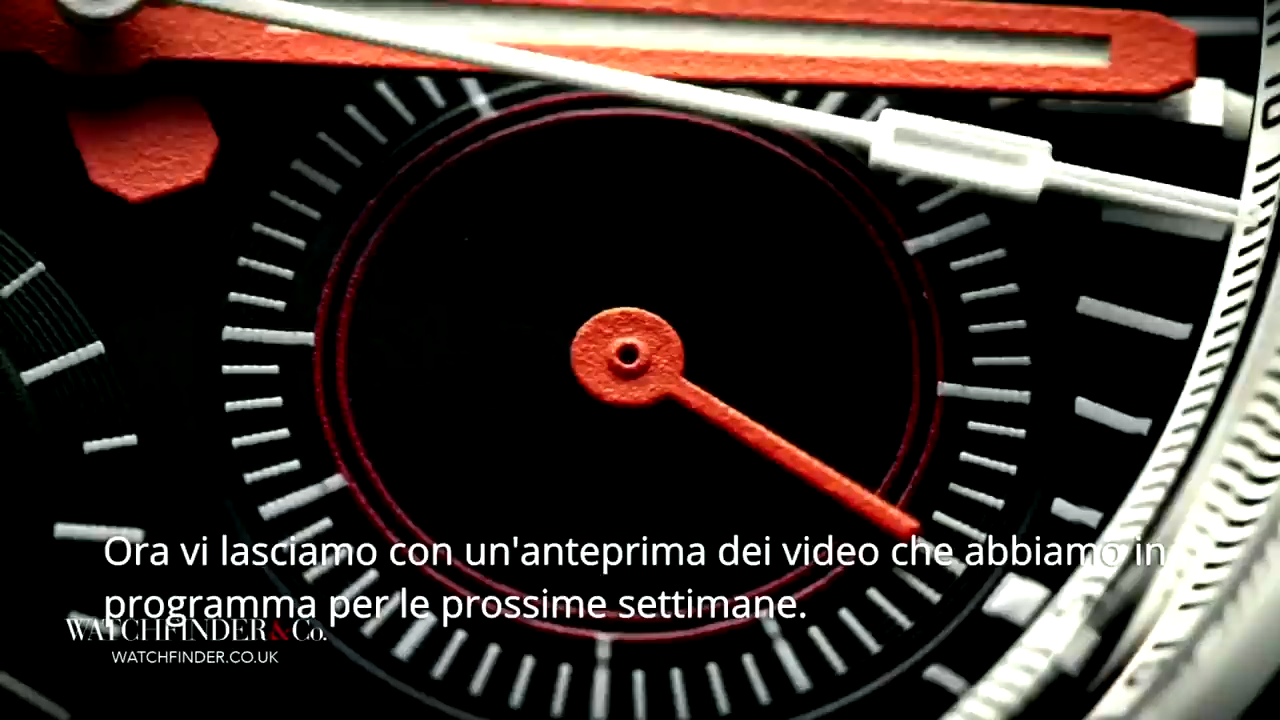 Ora vi lasciamo con un'anteprima dei video che abbiamo in
programma per le prossime settimane.
WATCHFINDER&Co.
WATCHFINDER.CO.UK